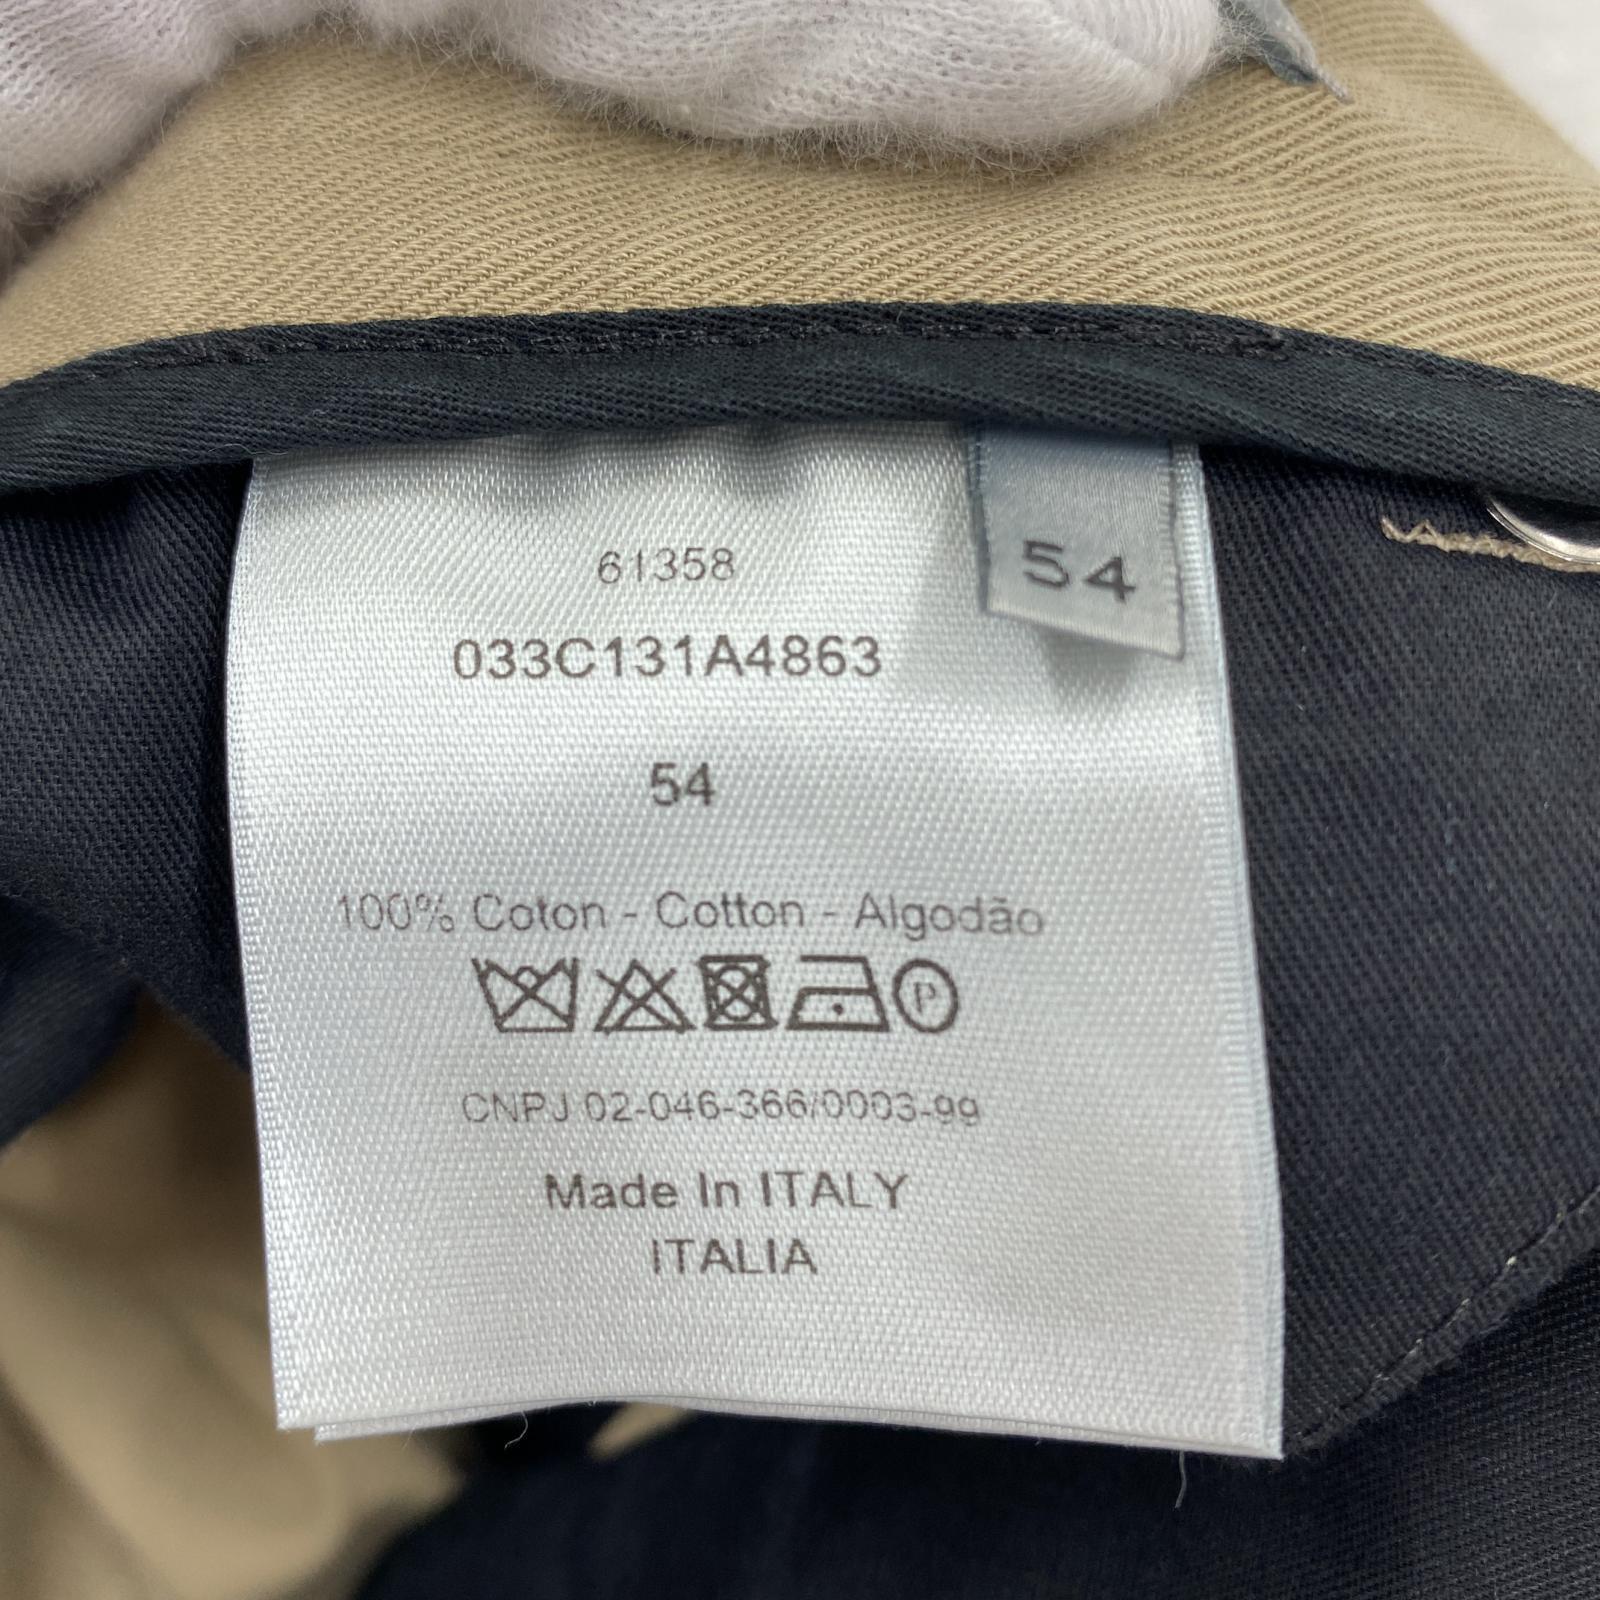 61358
54
033C131A4863
54
100% Coton - Cotton - Algodão
P
CNPJ 02-046-366/0003-99
Made In ITALY
ITALIA